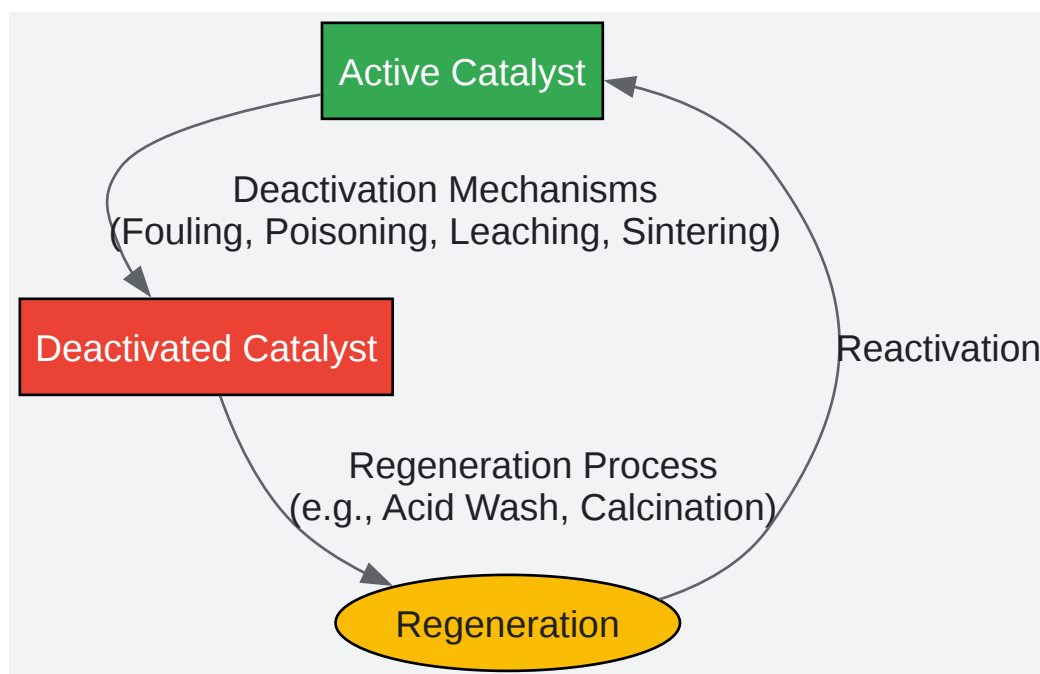 Active Catalyst
Deactivation Mechanisms
(Fouling, Poisoning, Leaching, Sintering)
Deactivated Catalyst
Reactivation
Regeneration Process
(e.g., Acid Wash, Calcination)
Regeneration